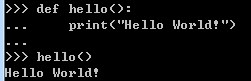 >>> def hello():
...     print("Hello World!")
...
>>> hello()
Hello World!